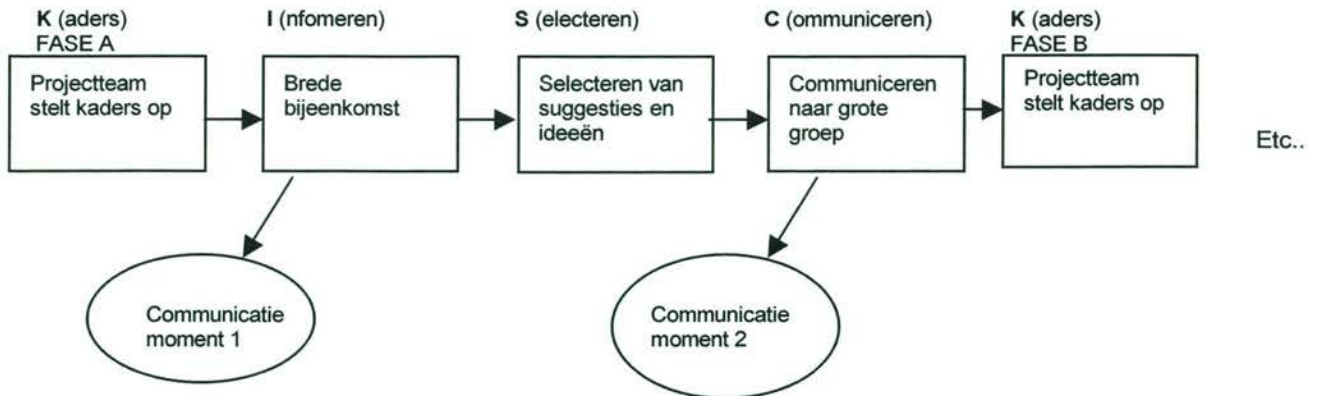 K (aders)
FASE A
I (nfomeren)
S (electeren)
C (ommuniceren)
K (aders)
FASE B
Projectteam
stelt kaders op
Brede
bijeenkomst
Selecteren van
suggesties en
ideeën
Communiceren
naar grote
groep
Projectteam
stelt kaders op
Etc..
Communicatie
moment 1
Communicatie
moment 2